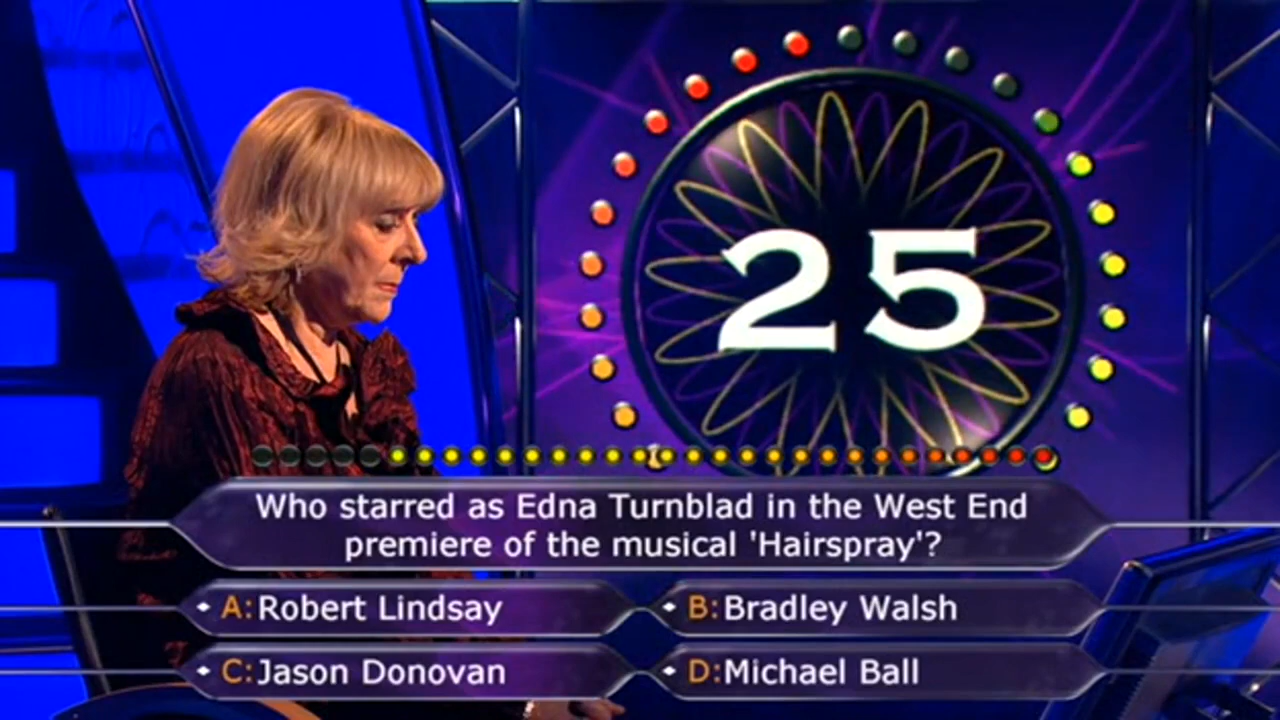 25
Who starred as Edna Turnblad in the West End
premiere of the musical 'Hairspray'?
A: Robert Lindsay
B: Bradley Walsh
C: Jason Donovan
D: Michael Ball